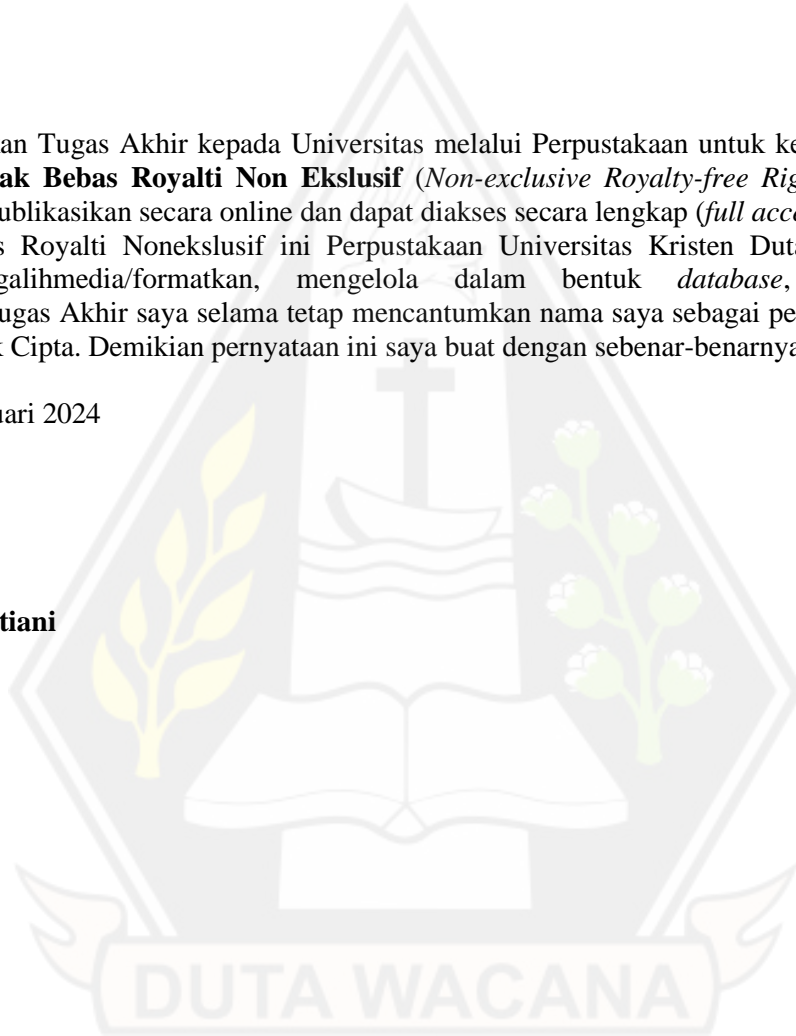 an Tugas Akhir kepada Universitas melalui Perpustakaan untuk ke
ak Bebas Royalti Non Ekslusif (Non-exclusive Royalty-free Rig
ublikasikan secara online dan dapat diakses secara lengkap (full acce
s Royalti Nonekslusif ini Perpustakaan Universitas Kristen Duta
galihmedia/formatkan, mengelola dalam bentuk database,
ugas Akhir saya selama tetap mencantumkan nama saya sebagai pe
k Cipta. Demikian pernyataan ini saya buat dengan sebenar-benarnya
uari 2024
tiani
DUTA WACANA